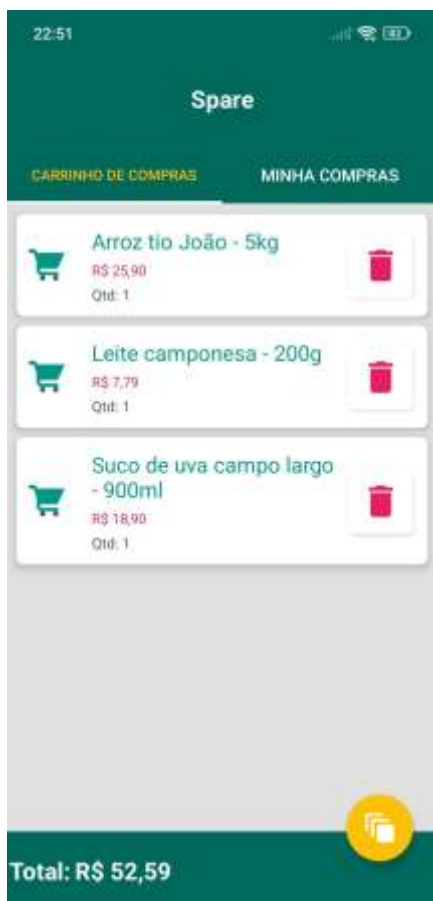 22:51
Spare
CARRINHO DE COMPRAS
MINHA COMPRAS
Arroz tio João - 5kg
R$ 25,90
Qtd: 1
Leite camponesa - 200g
R$ 7,79
Qtd: 1
Suco de uva campo largo
- 900ml
R$ 18,90
Qtd: 1
Total: R$ 52,59